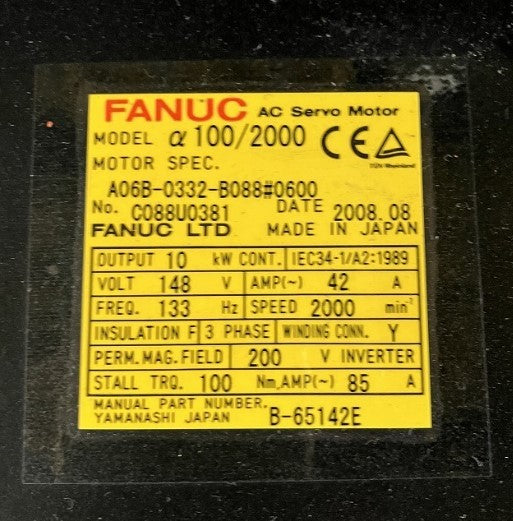 FANUC AC Servo Motor
MODEL α100/2000 CE
TÜV Rheinland
MOTOR SPEC.
A06B-0332-B088#0600
No. C088U0381 DATE 2008.08
FANUC LTD MADE IN JAPAN
OUTPUT 10 kW CONT. IEC34-1/A2:1989
VOLT 148 V AMP(~) 42 A
FREQ. 133 Hz SPEED 2000 min⁻¹
INSULATION F 3 PHASE WINDING CONN. Y
PERM.MAG.FIELD 200 V INVERTER
STALL TRQ. 100 Nm,AMP(~) 85 A
MANUAL PART NUMBER.
YAMANASHI JAPAN B-65142E